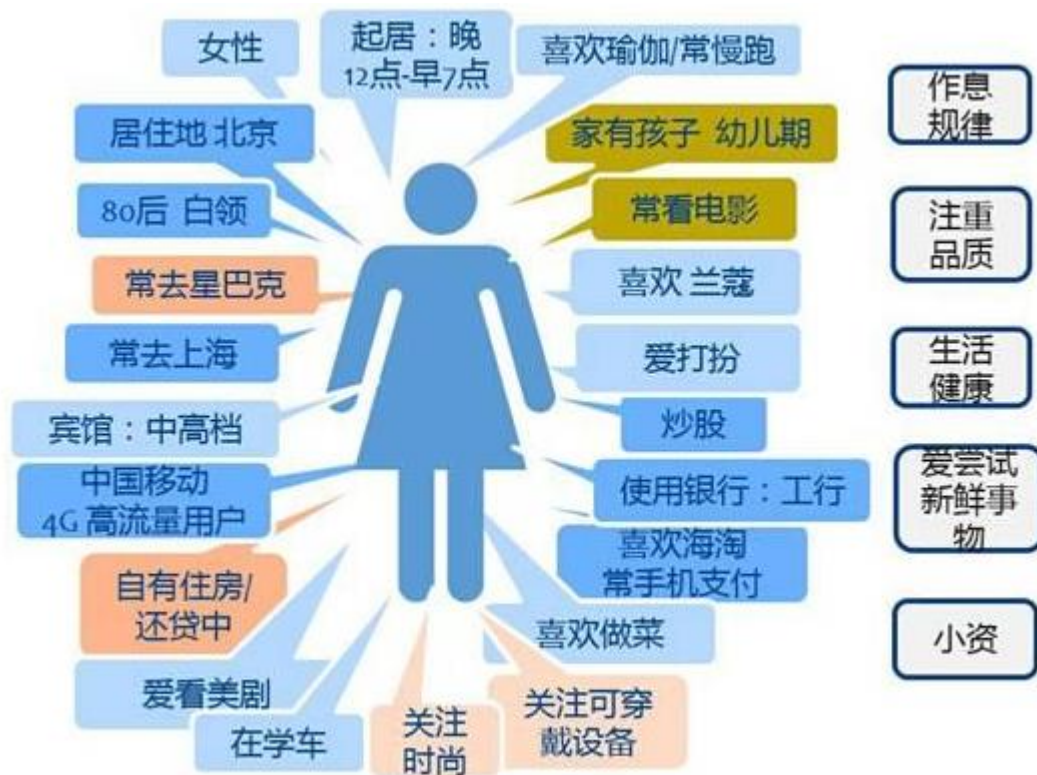 女性
起居：晚
12点-早7点
喜欢瑜伽/常慢跑
居住地 北京
家有孩子 幼儿期
80后 白领
常看电影
常去星巴克
喜欢 兰蔻
常去上海
爱打扮
宾馆：中高档
炒股
中国移动
4G 高流量用户
使用银行：工行
喜欢海淘
常手机支付
自有住房/
还贷中
喜欢做菜
爱看美剧
在学车
关注
时尚
关注可穿
戴设备
作息
规律
注重
品质
生活
健康
爱尝试
新鲜事
物
小资